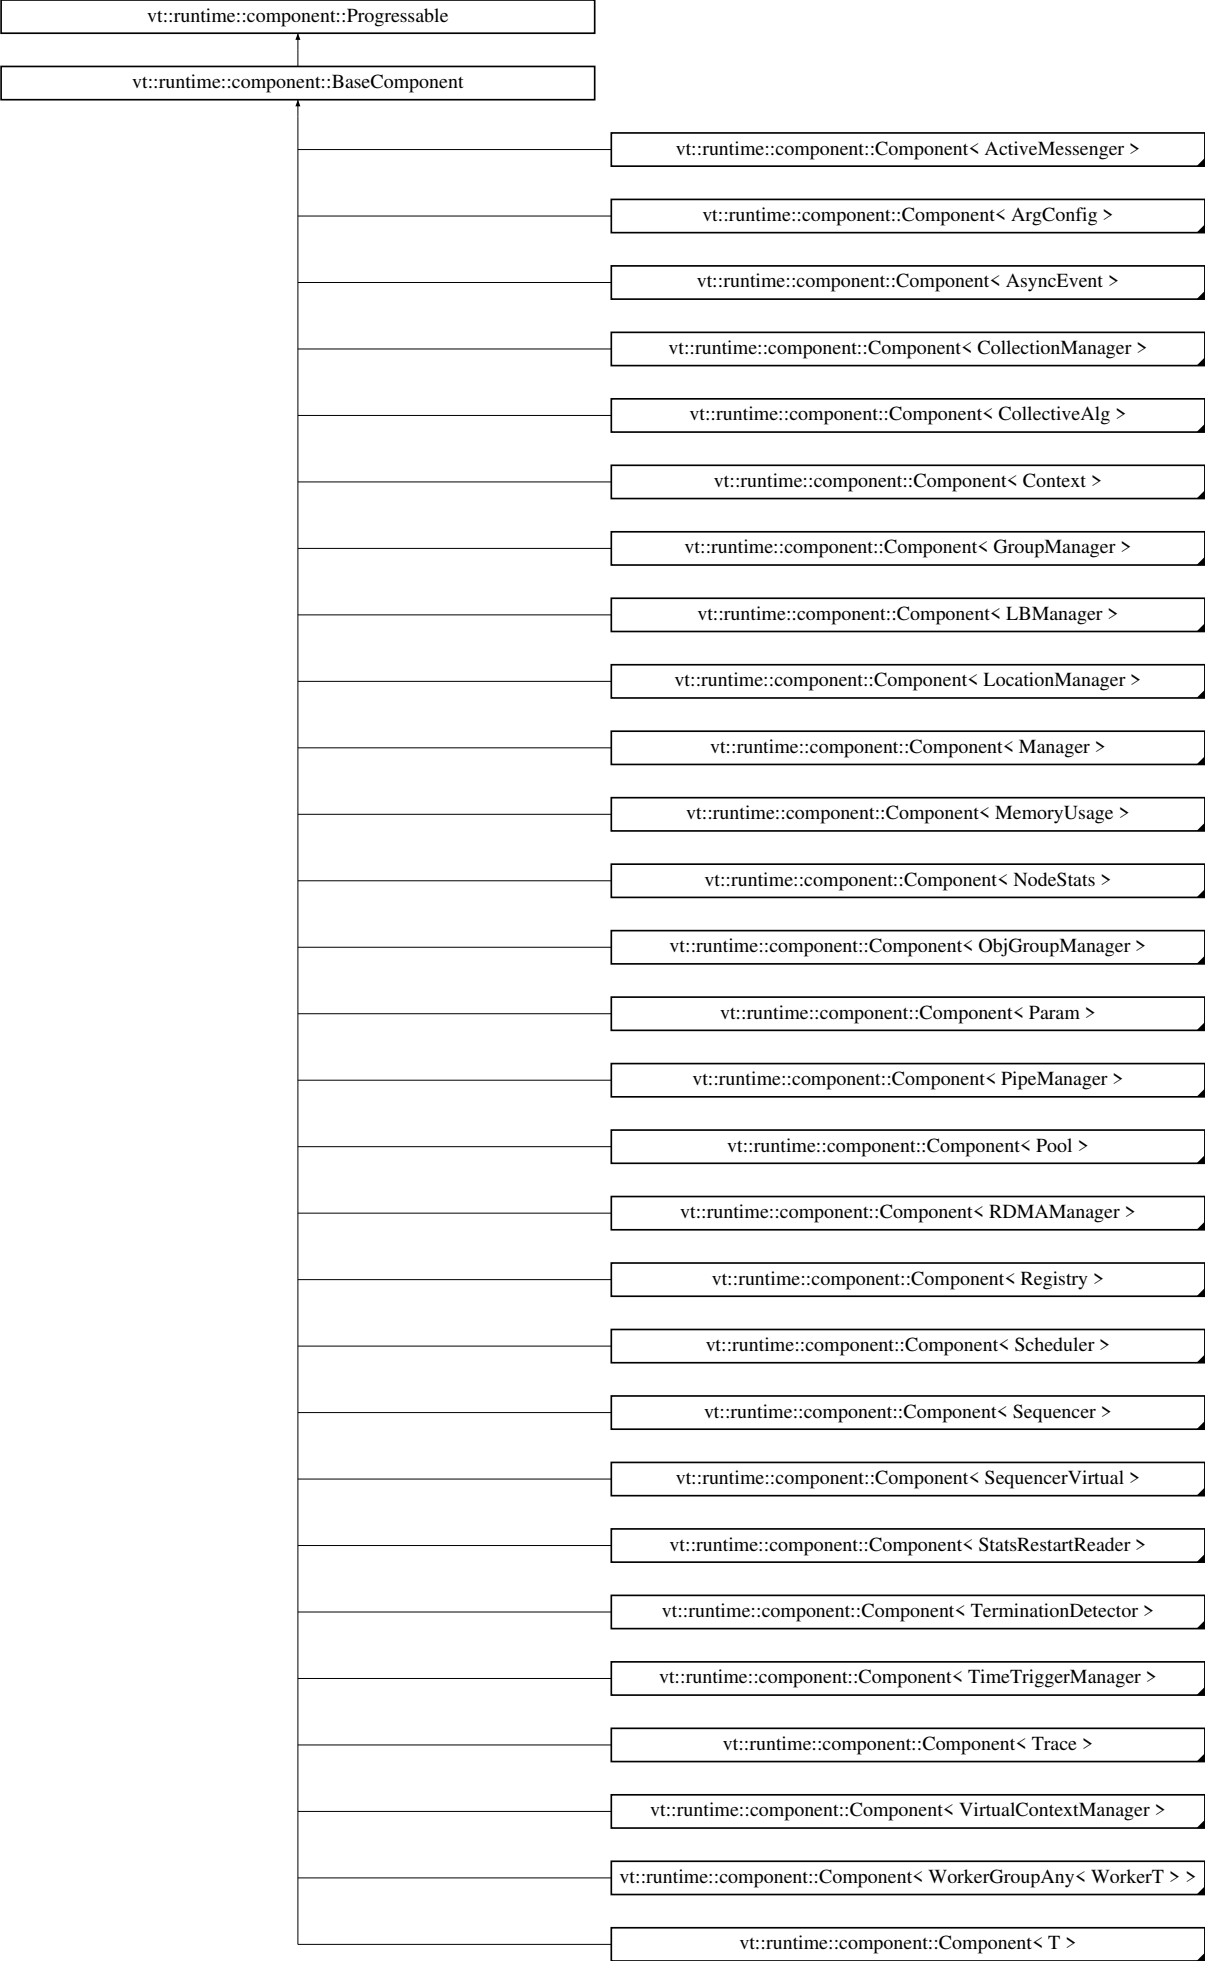 vt::runtime::component::Progressable
vt::runtime::component::BaseComponent
vt::runtime::component::Component< ActiveMessenger >
vt::runtime::component::Component< ArgConfig >
vt::runtime::component::Component< AsyncEvent >
vt::runtime::component::Component< CollectionManager >
vt::runtime::component::Component< CollectiveAlg >
vt::runtime::component::Component< Context >
vt::runtime::component::Component< GroupManager >
vt::runtime::component::Component< LBManager >
vt::runtime::component::Component< LocationManager >
vt::runtime::component::Component< Manager >
vt::runtime::component::Component< MemoryUsage >
vt::runtime::component::Component< NodeStats >
vt::runtime::component::Component< ObjGroupManager >
vt::runtime::component::Component< Param >
vt::runtime::component::Component< PipeManager >
vt::runtime::component::Component< Pool >
vt::runtime::component::Component< RDMAManager >
vt::runtime::component::Component< Registry >
vt::runtime::component::Component< Scheduler >
vt::runtime::component::Component< Sequencer >
vt::runtime::component::Component< SequencerVirtual >
vt::runtime::component::Component< StatsRestartReader >
vt::runtime::component::Component< TerminationDetector >
vt::runtime::component::Component< TimeTriggerManager >
vt::runtime::component::Component< Trace >
vt::runtime::component::Component< VirtualContextManager >
vt::runtime::component::Component< WorkerGroupAny< WorkerT > >
vt::runtime::component::Component< T >